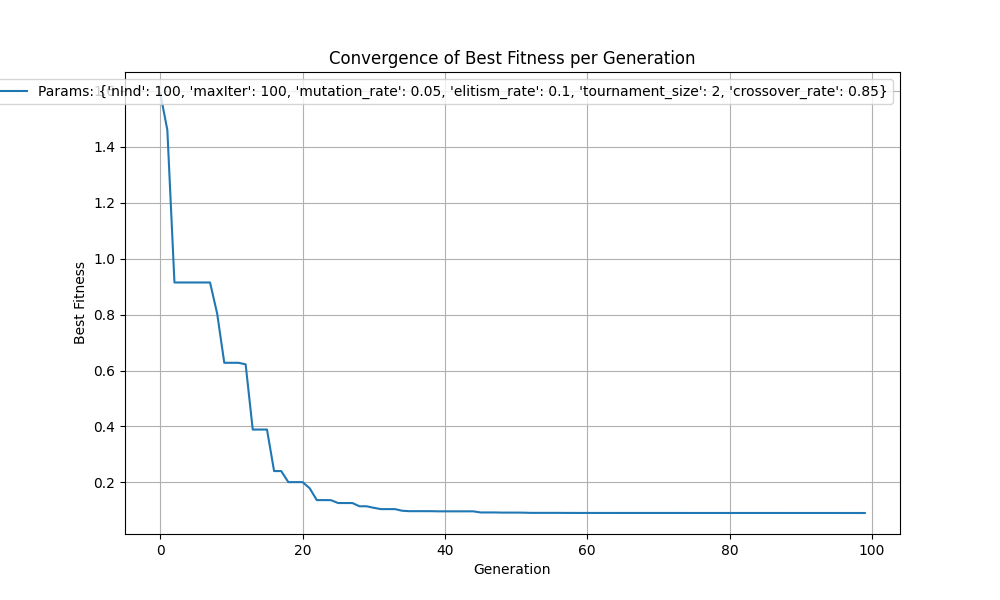 Convergence of Best Fitness per Generation
Params: {'nInd': 100, 'maxIter': 100, 'mutation_rate': 0.05, 'elitism_rate': 0.1, 'tournament_size': 2, 'crossover_rate': 0.85}
1.4
1.2
1.0
0.8
0.6
0.4
0.2
Best Fitness
0 20 40 60 80 100
Generation